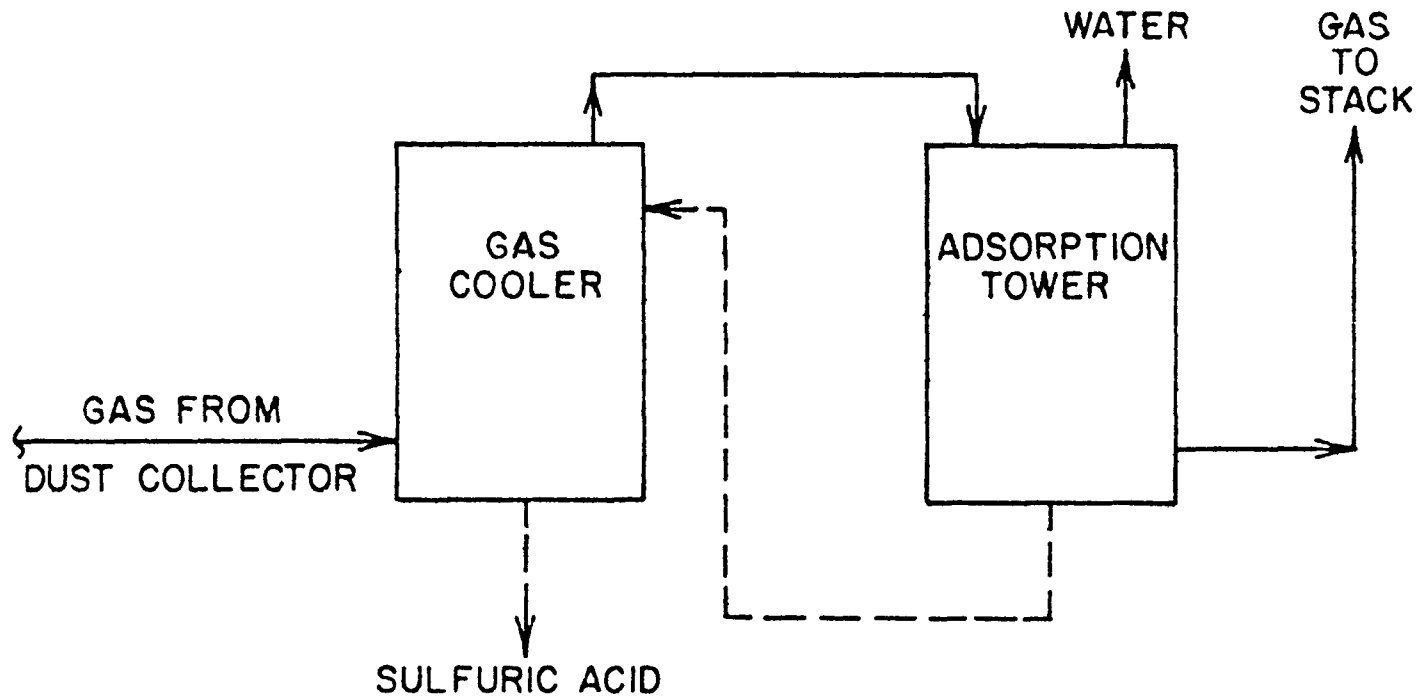 WATER
GAS
TO
STACK
GAS
COOLER
ADSORPTION
TOWER
GAS FROM
DUST COLLECTOR
SULFURIC ACID